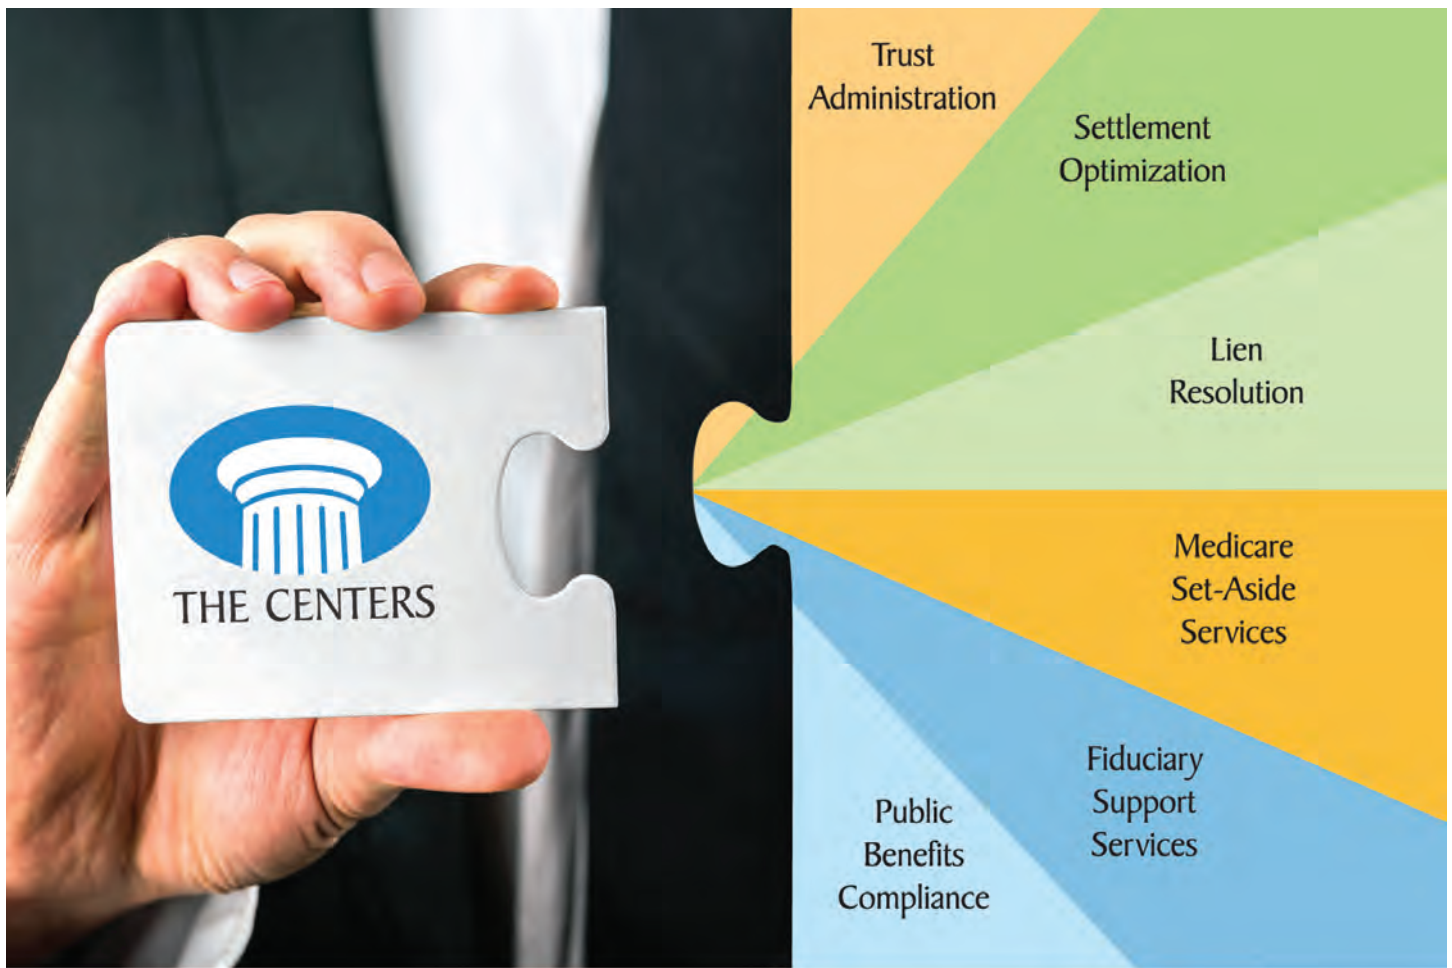 THE CENTERS
Trust
Administration
Settlement
Optimization
Lien
Resolution
Medicare
Set-Aside
Services
Fiduciary
Support
Services
Public
Benefits
Compliance